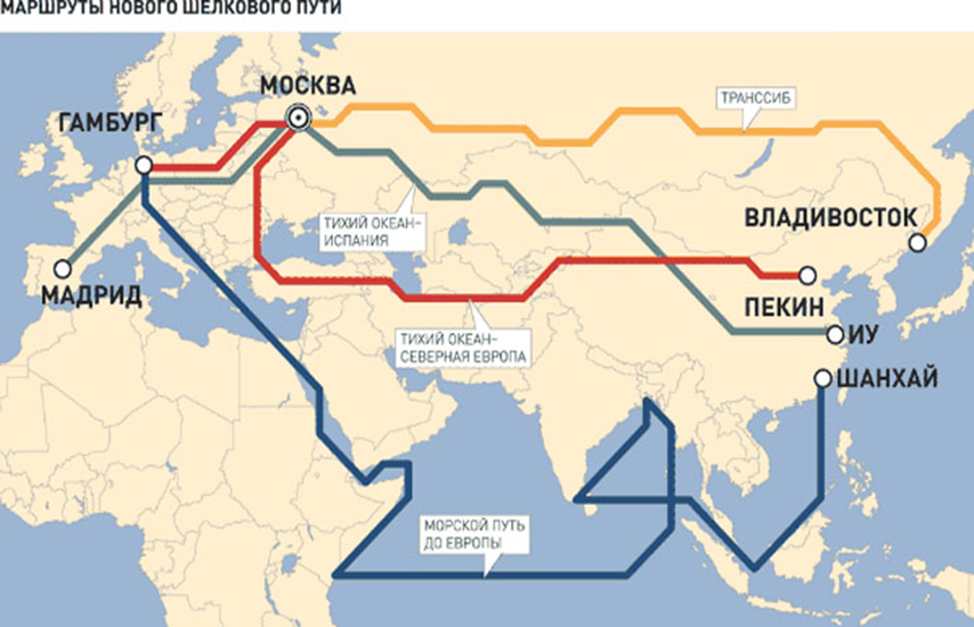 МАРШРУТЫ НОВОГО ШЕЛКОВОГО ПУТИ
МОСКВА
ТРАНССИБ
ГАМБУРГ
ТИХИЙ ОКЕАН-
ИСПАНИЯ
ВЛАДИВОСТОК
МАДРИД
ПЕКИН
ТИХИЙ ОКЕАН-
СЕВЕРНАЯ ЕВРОПА
ИУ
ШАНХАЙ
МОРСКОЙ ПУТЬ
ДО ЕВРОПЫ